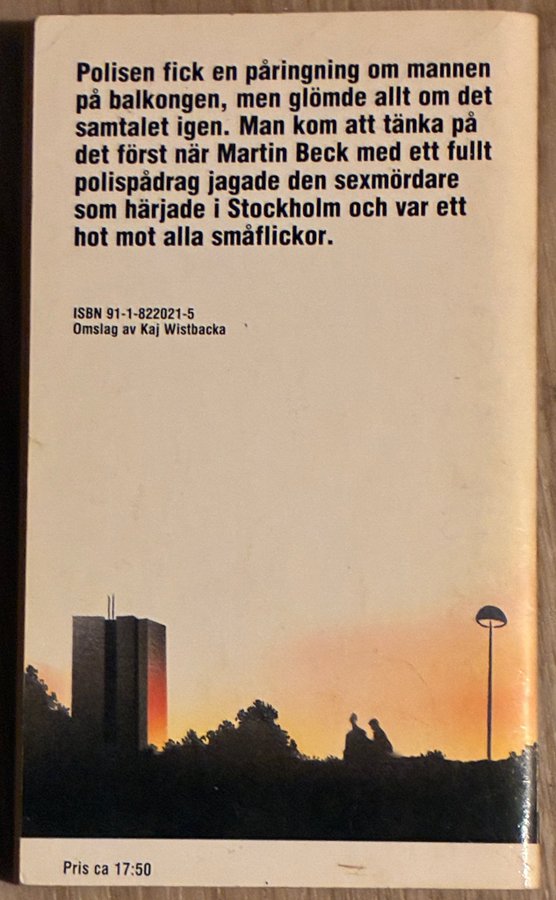 Polisen fick en påringning om mannen
på balkongen, men glömde allt om det
samtalet igen. Man kom att tänka på
det först när Martin Beck med ett fullt
polispådrag jagade den sexmördare
som härjade i Stockholm och var ett
hot mot alla småflickor.
ISBN 91-1-822021-5
Omslag av Kaj Wistbacka
Pris ca 17:50